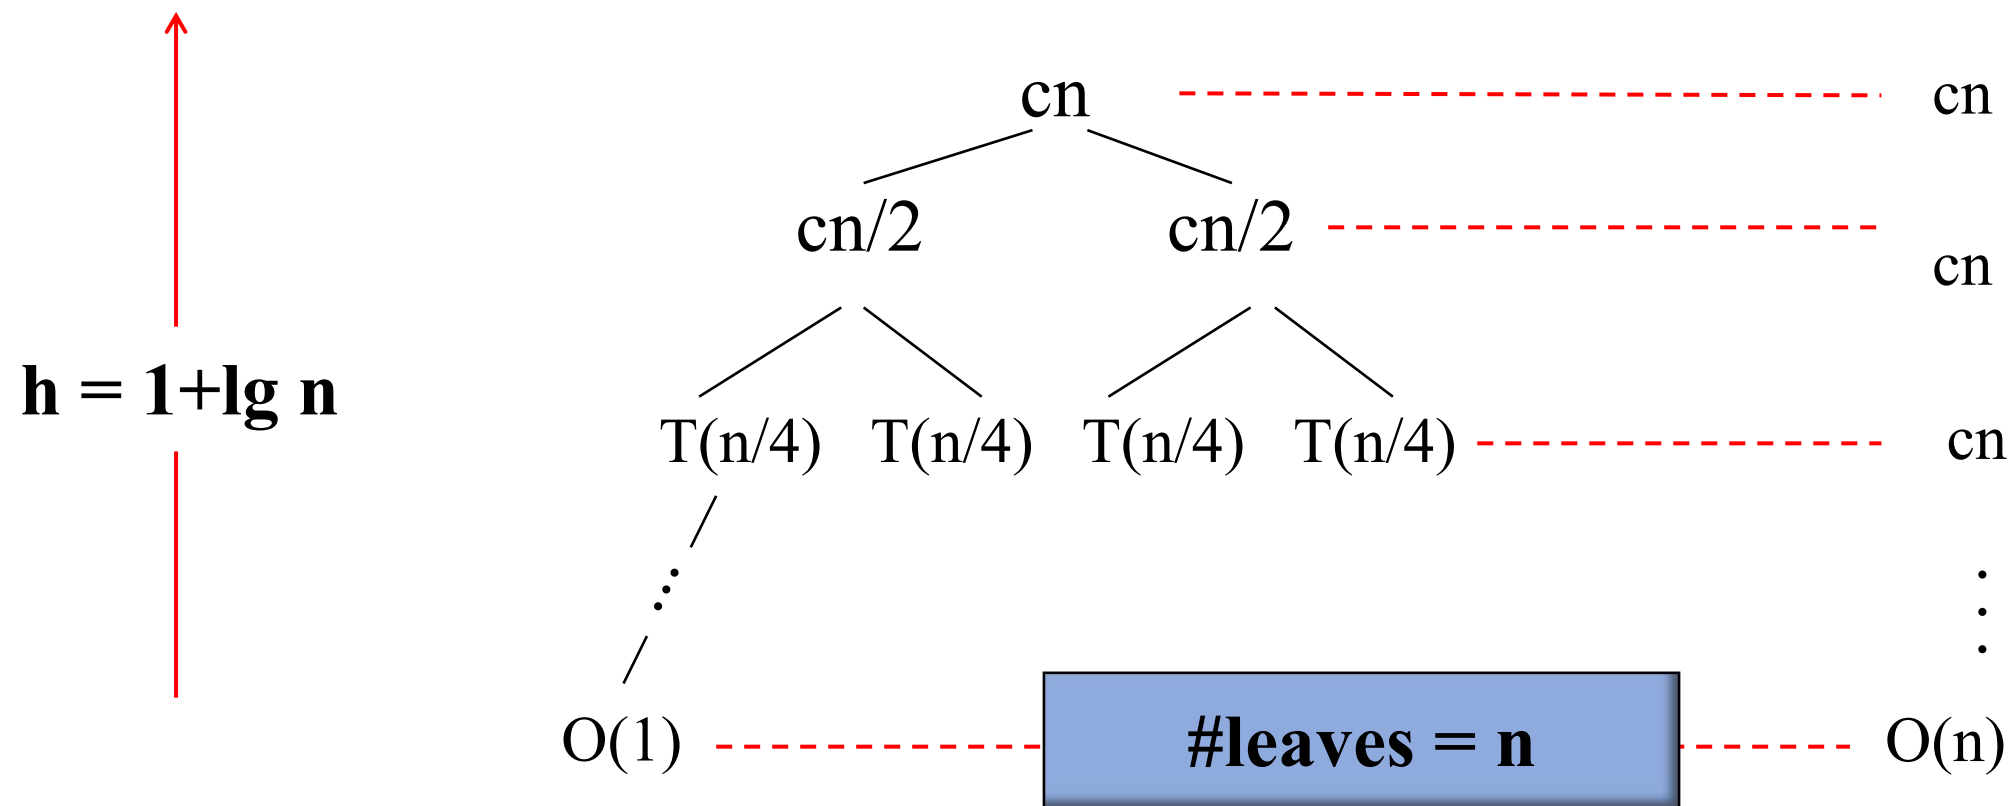 cn cn
cn/2 cn/2
cn
h = 1+lg n
T(n/4) T(n/4) T(n/4) T(n/4) cn
O(1) #leaves = n O(n)